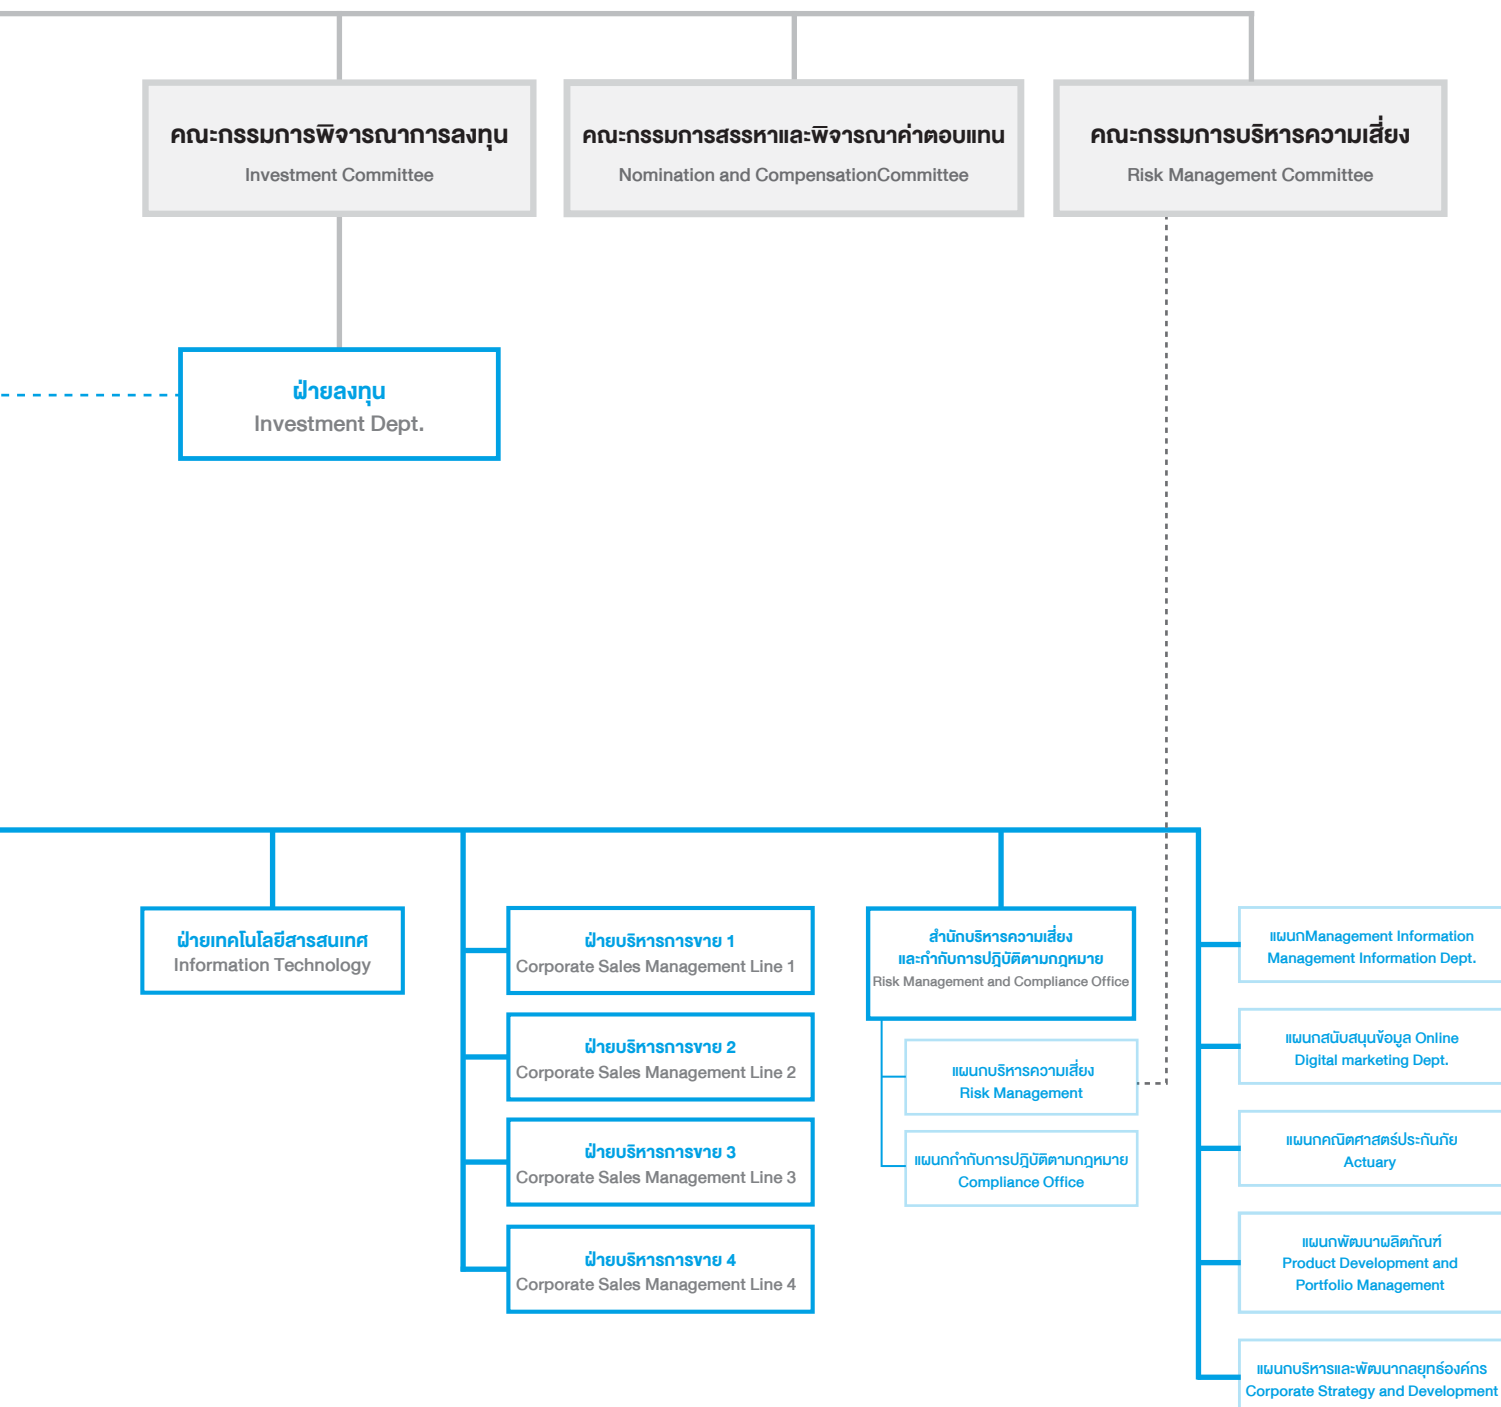 คณะกรรมการพิจารณาการลงทุน
Investment Committee
คณะกรรมการสรรหาและพิจารณาค่าตอบแทน
Nomination and CompensationCommittee
คณะกรรมการบริหารความเสี่ยง
Risk Management Committee
ฝ่ายลงทุน
Investment Dept.
ฝ่ายเทคโนโลยีสารสนเทศ
Information Technology
ฝ่ายบริหารการขาย 1
Corporate Sales Management Line 1
ฝ่ายบริหารการขาย 2
Corporate Sales Management Line 2
ฝ่ายบริหารการขาย 3
Corporate Sales Management Line 3
ฝ่ายบริหารการขาย 4
Corporate Sales Management Line 4
สำนักบริหารความเสี่ยง
และกำกับการปฎิบัติตามกฎหมาย
Risk Management and Compliance Office
แผนกบริหารความเสี่ยง
Risk Management
แผนกกำกับการปฎิบัติตามกฎหมาย
Compliance Office
แผนกManagement Information
Management Information Dept.
แผนกสนับสนุนข้อมูล Online
Digital marketing Dept.
แผนกคณิตศาสตร์ประกันภัย
Actuary
แผนกพัฒนาผลิตภัณฑ์
Product Development and
Portfolio Management
แผนกบริหารและพัฒนากลยุทธ์องค์กร
Corporate Strategy and Development